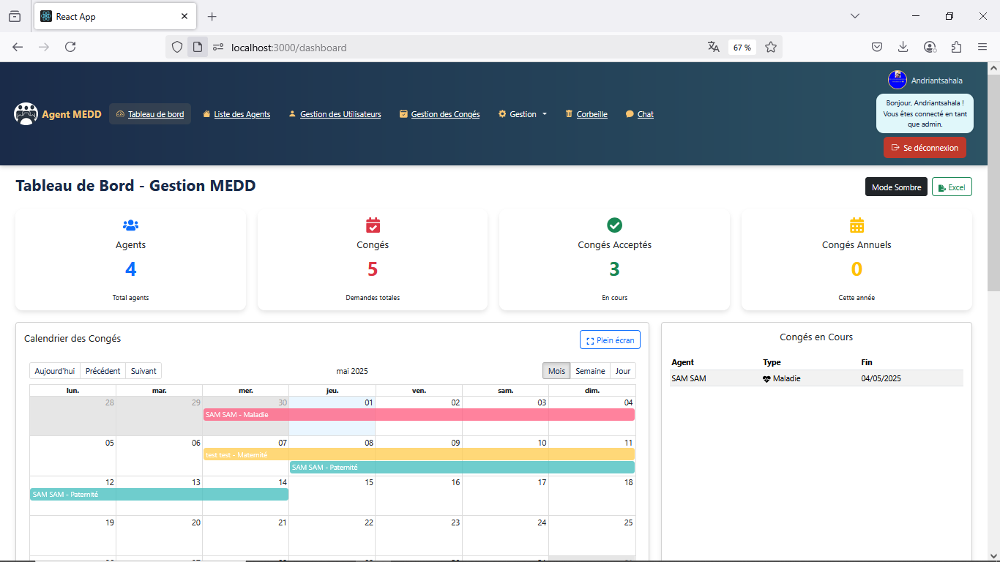 React App
localhost:3000/dashboard
67 %
Andriantsahala
Agent MEDD
Tableau de bord
Liste des Agents
Gestion des Utilisateurs
Gestion des Congés
Gestion
Corbeille
Chat
Bonjour, Andriantsahala !
Vous êtes connecté en tant
que admin.
Se déconnexion
Tableau de Bord - Gestion MEDD
Mode Sombre
Excel
Agents
4
Total agents
Congés
5
Demandes totales
Congés Acceptés
3
En cours
Congés Annuels
0
Cette année
Calendrier des Congés
Plein écran
Aujourd'hui Précédent Suivant
mai 2025
Mois Semaine Jour
lun. mar. mer. jeu. ven. sam. dim.
28 29 30 01 02 03 04
SAM SAM - Maladie
05 06 07 08 09 10 11
test test - Maternité
SAM SAM - Paternité
12 13 14 15 16 17 18
SAM SAM - Paternité
19 20 21 22 23 24 25
Congés en Cours
Agent Type Fin
SAM SAM Maladie 04/05/2025